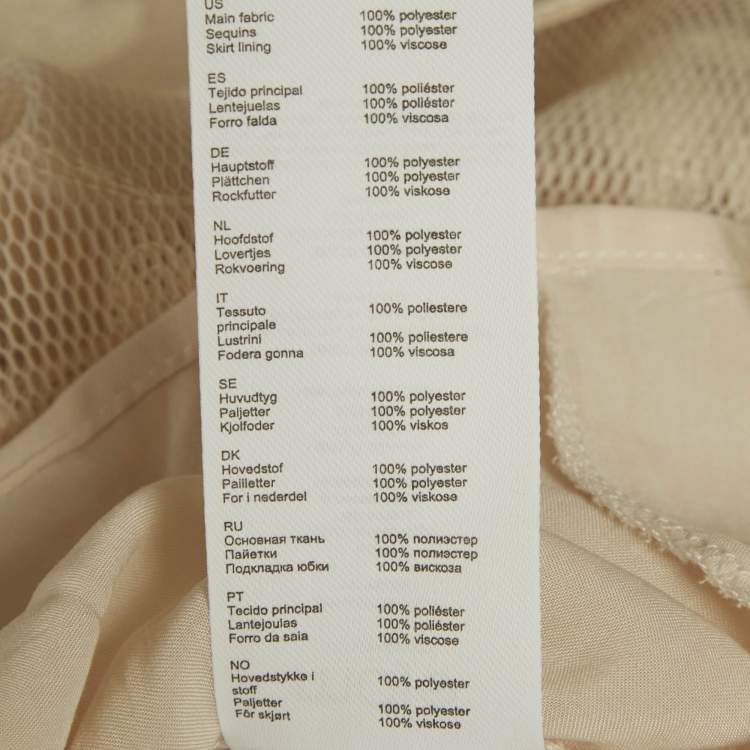 US
Main fabric 100% polyester
Sequins 100% polyester
Skirt lining 100% viscose
ES
Tejido principal 100% poliéster
Lentejuelas 100% poliéster
Forro falda 100% viscosa
DE
Hauptstoff 100% polyester
Plättchen 100% polyester
Rockfutter 100% viskose
NL
Hoofdstof 100% polyester
Lovertjes 100% polyester
Rokvoering 100% viscose
IT
Tessuto 100% poliestere
principale
Lustrini 100% poliestere
Fodera gonna 100% viscosa
SE
Huvudtyg 100% polyester
Paljetter 100% polyester
Kjolfoder 100% viskos
DK
Hovedstof 100% polyester
Pailletter 100% polyester
For i nederdel 100% viskose
RU
Основная ткань 100% полиэстер
Пайетки 100% полиэстер
Подкладка юбки 100% вискоза
PT
Tecido principal 100% poliéster
Lantejoulas 100% poliéster
Forro da saia 100% viscose
NO
Hovedstykke i 100% polyester
stoff
Paljetter 100% polyester
Fôr skjørt 100% viskose